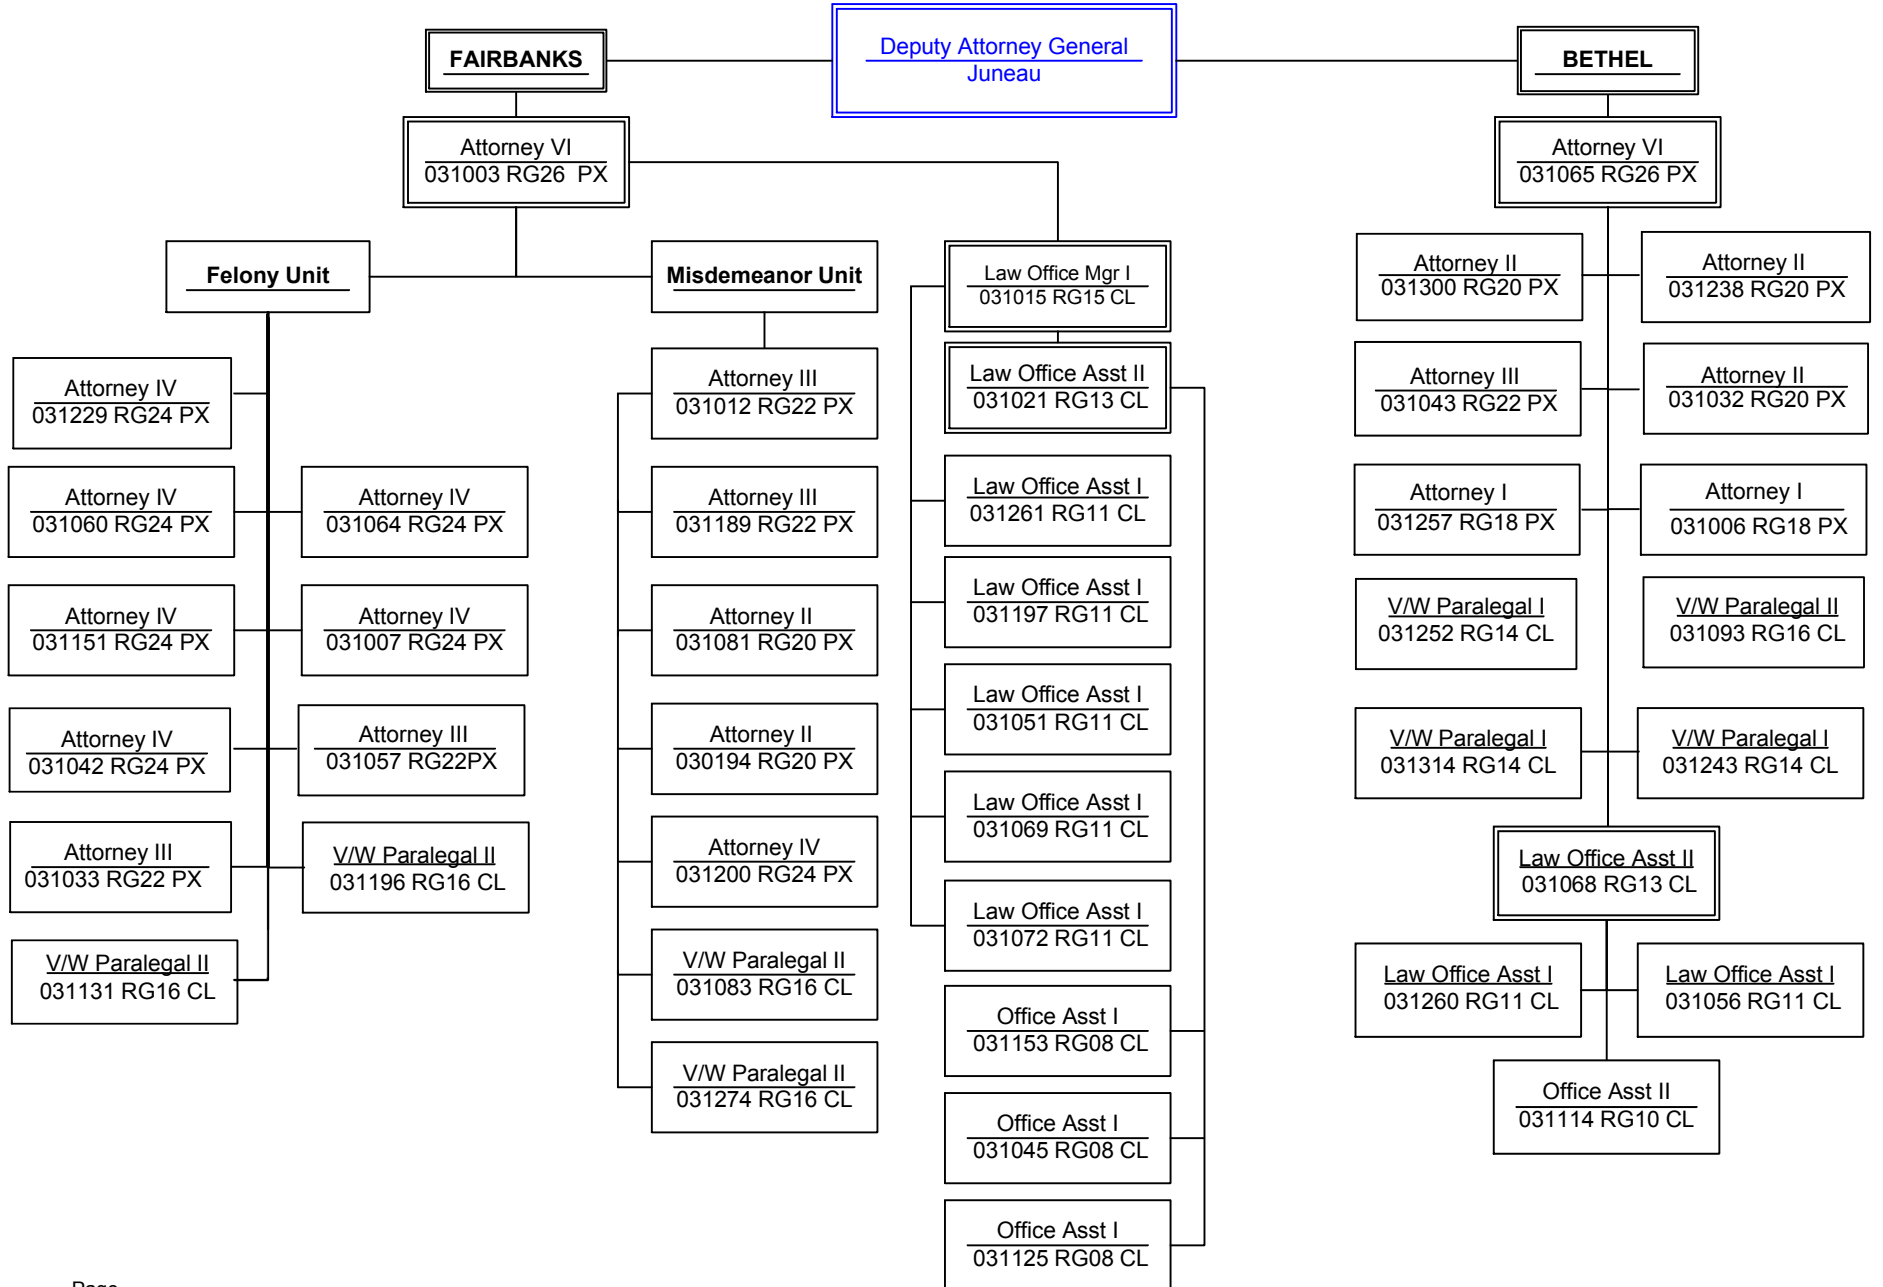 FAIRBANKS
Deputy Attorney General
Juneau
BETHEL
Attorney VI
031003 RG26  PX
Attorney VI
031065 RG26 PX
Felony Unit
Misdemeanor Unit
Law Office Mgr I
031015 RG15 CL
Attorney IV
031229 RG24 PX
Attorney IV
031060 RG24 PX
Attorney IV
031064 RG24 PX
Attorney IV
031151 RG24 PX
Attorney IV
031007 RG24 PX
Attorney IV
031042 RG24 PX
Attorney III
031057 RG22PX
Attorney III
031033 RG22 PX
V/W Paralegal II
031196 RG16 CL
V/W Paralegal II
031131 RG16 CL
Attorney III
031012 RG22 PX
Attorney III
031189 RG22 PX
Attorney II
031081 RG20 PX
Attorney II
030194 RG20 PX
Attorney IV
031200 RG24 PX
V/W Paralegal II
031083 RG16 CL
V/W Paralegal II
031274 RG16 CL
Law Office Asst II
031021 RG13 CL
Law Office Asst I
031261 RG11 CL
Law Office Asst I
031197 RG11 CL
Law Office Asst I
031051 RG11 CL
Law Office Asst I
031069 RG11 CL
Law Office Asst I
031072 RG11 CL
Office Asst I
031153 RG08 CL
Office Asst I
031045 RG08 CL
Office Asst I
031125 RG08 CL
Attorney II
031300 RG20 PX
Attorney II
031238 RG20 PX
Attorney III
031043 RG22 PX
Attorney II
031032 RG20 PX
Attorney I
031257 RG18 PX
Attorney I
031006 RG18 PX
V/W Paralegal I
031252 RG14 CL
V/W Paralegal II
031093 RG16 CL
V/W Paralegal I
031314 RG14 CL
V/W Paralegal I
031243 RG14 CL
Law Office Asst II
031068 RG13 CL
Law Office Asst I
031260 RG11 CL
Law Office Asst I
031056 RG11 CL
Office Asst II
031114 RG10 CL
Page